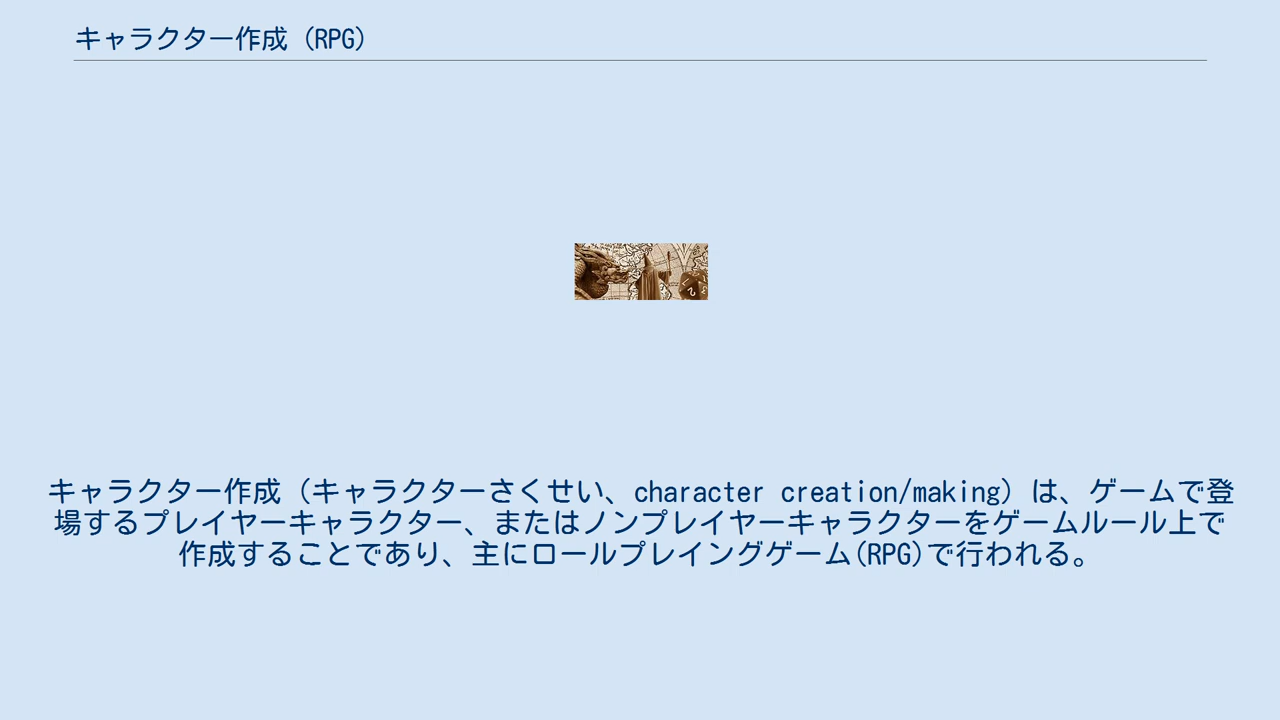 キャラクター作成 (RPG)
キャラクター作成（キャラクターさくせい、character creation/making）は、ゲームで登
場するプレイヤーキャラクター、またはノンプレイヤーキャラクターをゲームルール上で
作成することであり、主にロールプレイングゲーム(RPG)で行われる。